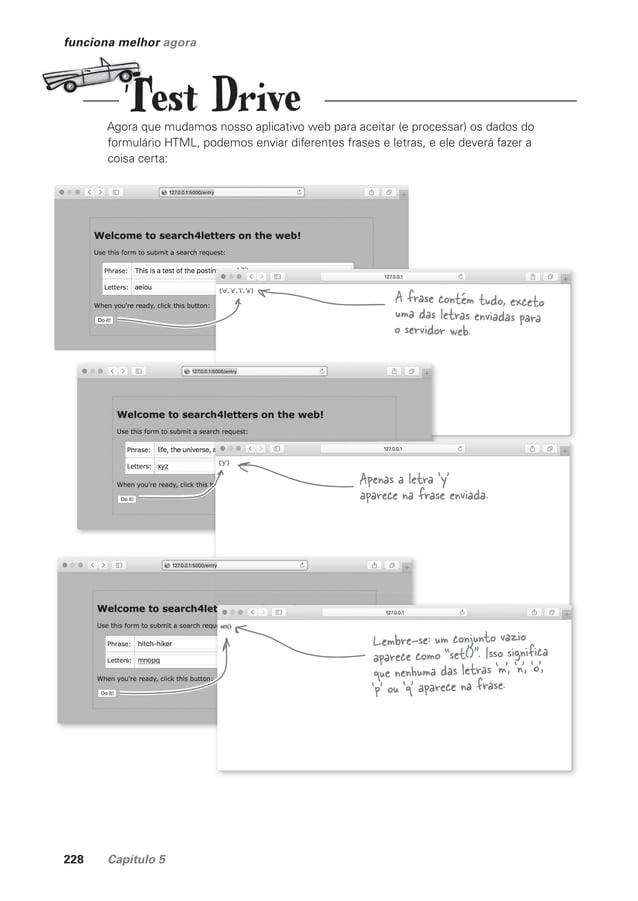 funciona melhor agora
Test Drive
Agora que mudamos nosso aplicativo web para aceitar (e processar) os dados do
formulário HTML, podemos enviar diferentes frases e letras, e ele deverá fazer a
coisa certa:
127.0.0.1:5000/entry
Welcome to search4letters on the web!
Use this form to submit a search request:
Phrase: This is a test of the postin
Letters: aeiou
When you're ready, click this button:
Do it!
127.0.0.1
{'o', 'e', 'i', 'a'}
A frase contém tudo, exceto
uma das letras enviadas para
o servidor web.
127.0.0.1:5000/entry
Welcome to search4letters on the web!
Use this form to submit a search request:
Phrase: life, the universe, a
Letters: xyz
When you're ready, click this b
Do it!
127.0.0.1
{'y'}
Apenas a letra 'y'
aparece na frase enviada.
127.0.0.1:5000/entry
Welcome to search4let
Use this form to submit a search requ
Phrase: hitch-hiker
Letters: mnopq
When you're ready, click this button:
Do it!
127.0.0.1
set()
Lembre-se: um conjunto vazio
aparece como "set()". Isso significa
que nenhuma das letras 'm', 'n', 'o',
'p' ou 'q' aparece na frase.
228 Capítulo 5